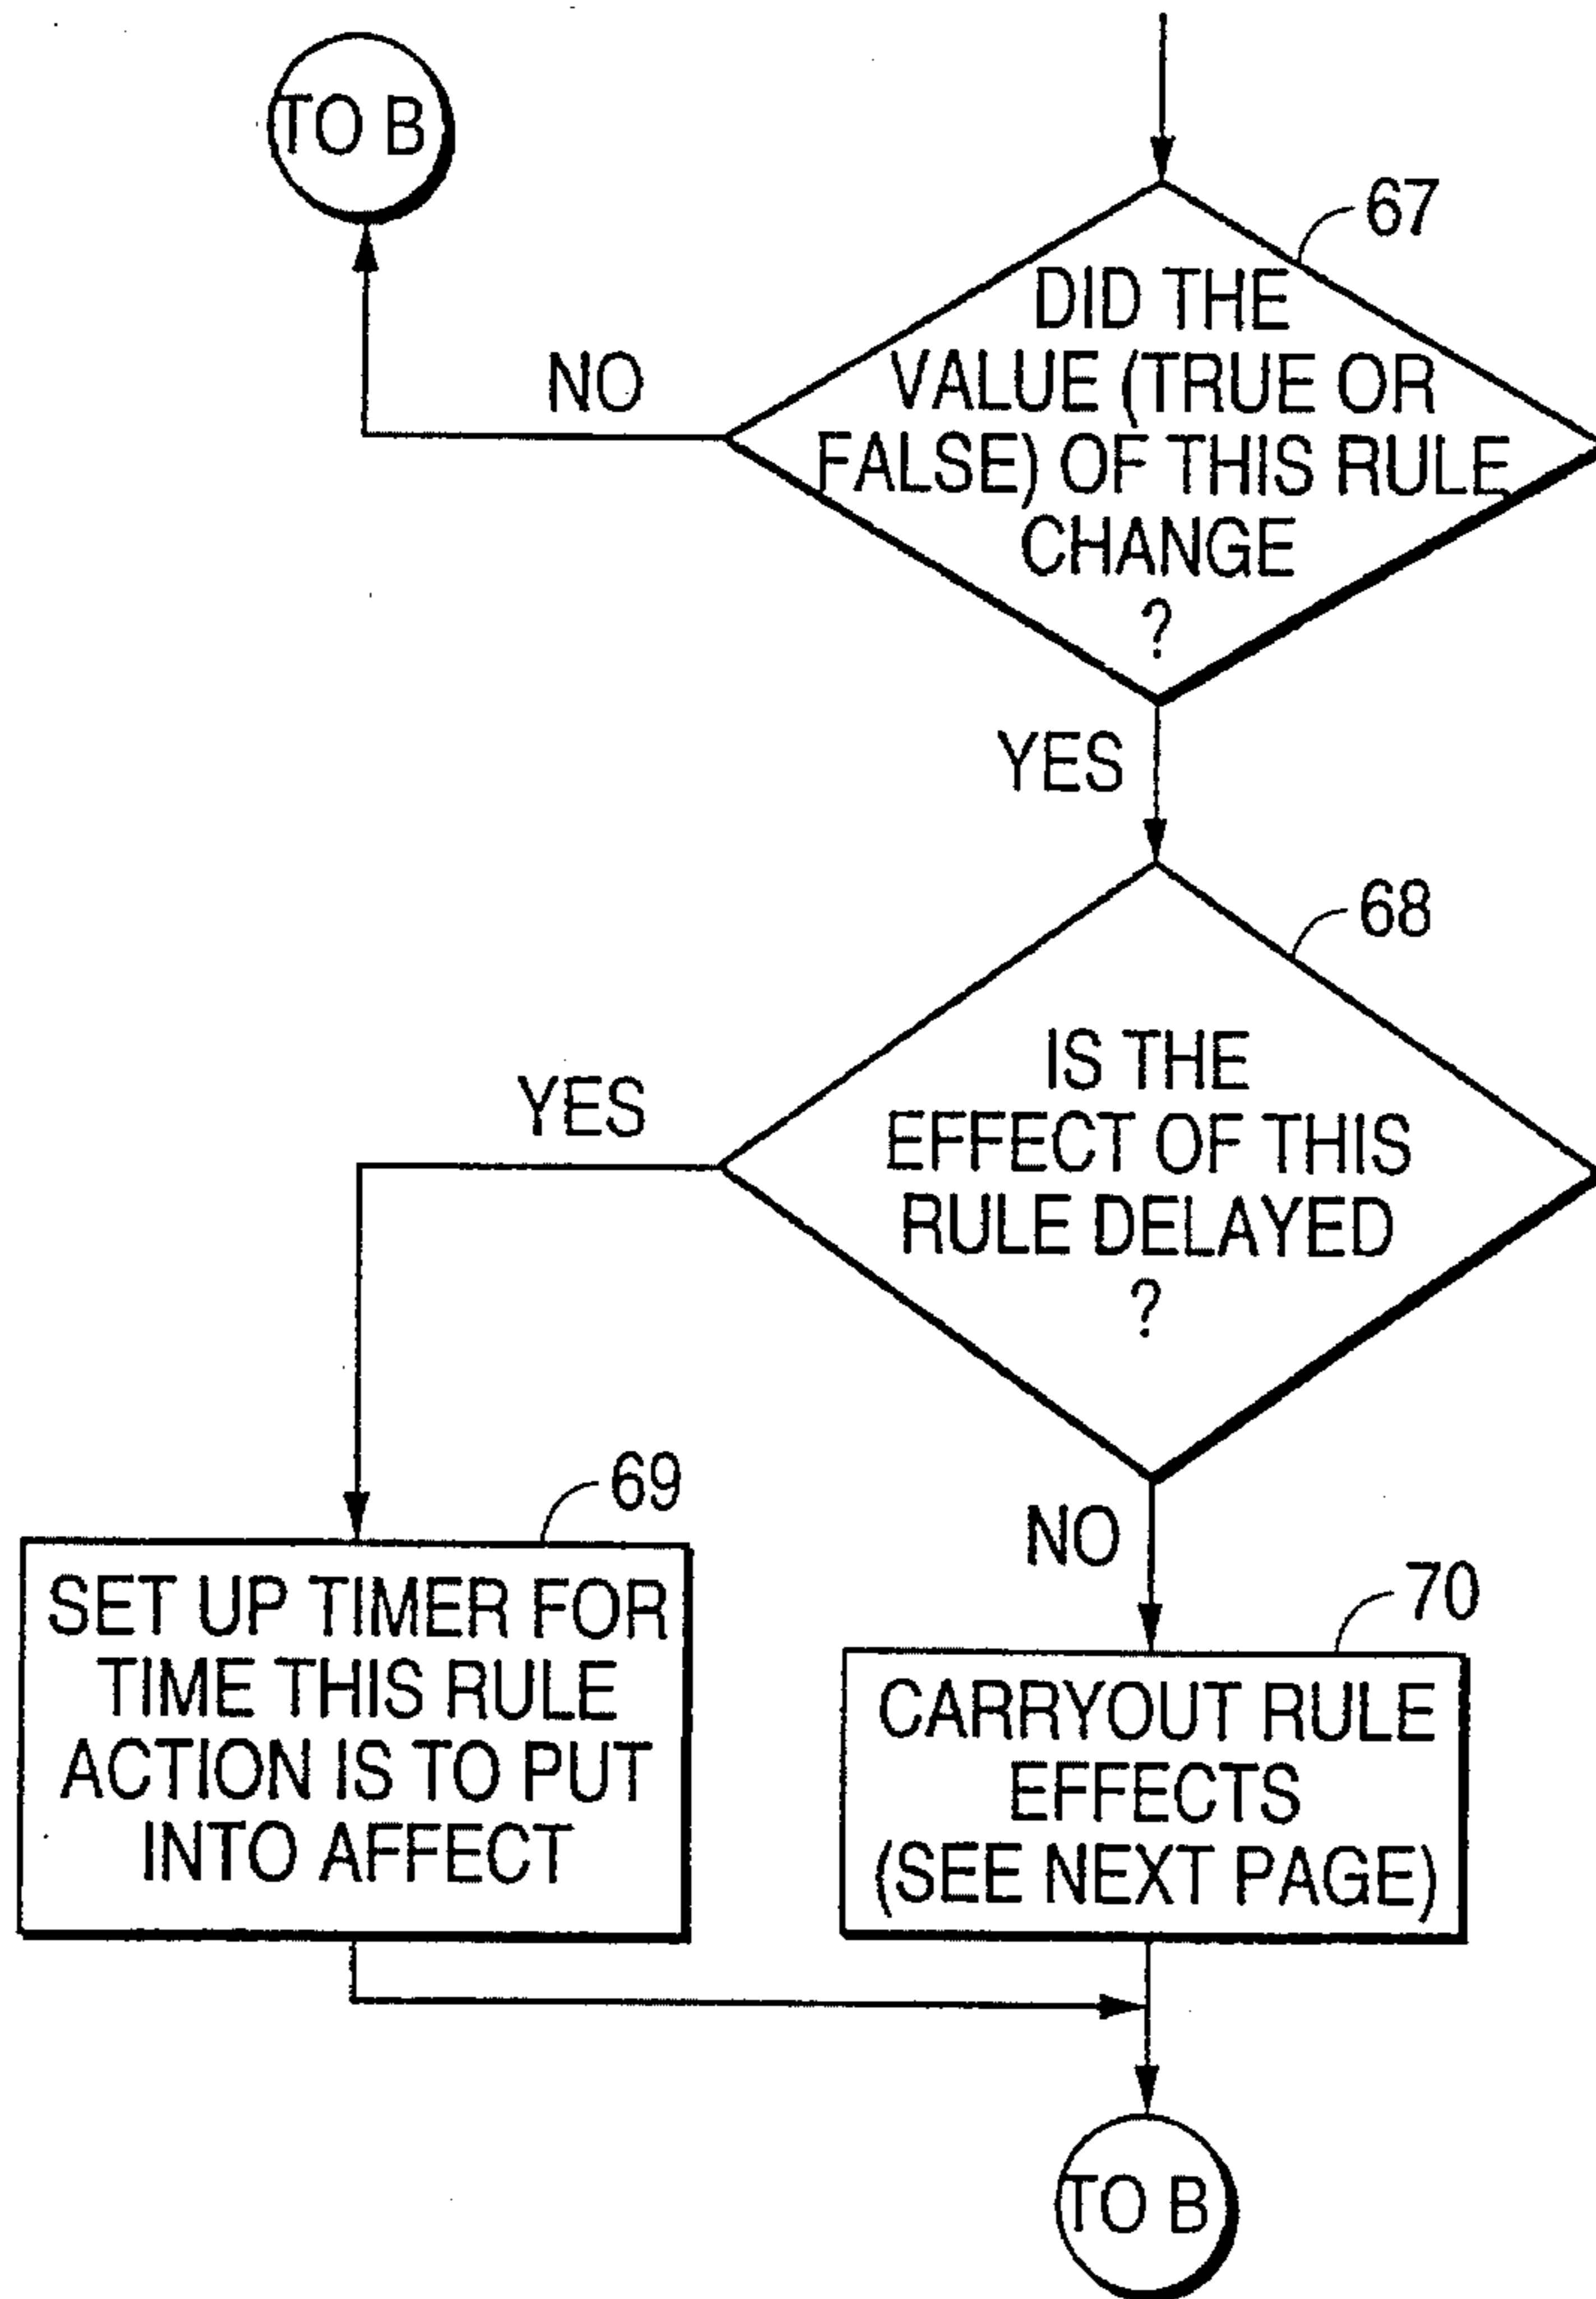 TO B
67
DID THE
VALUE (TRUE OR
FALSE) OF THIS RULE
CHANGE
?
NO
YES
68
IS THE
EFFECT OF THIS
RULE DELAYED
?
YES
NO
69
SET UP TIMER FOR
TIME THIS RULE
ACTION IS TO PUT
INTO AFFECT
70
CARRYOUT RULE
EFFECTS
(SEE NEXT PAGE)
TO B